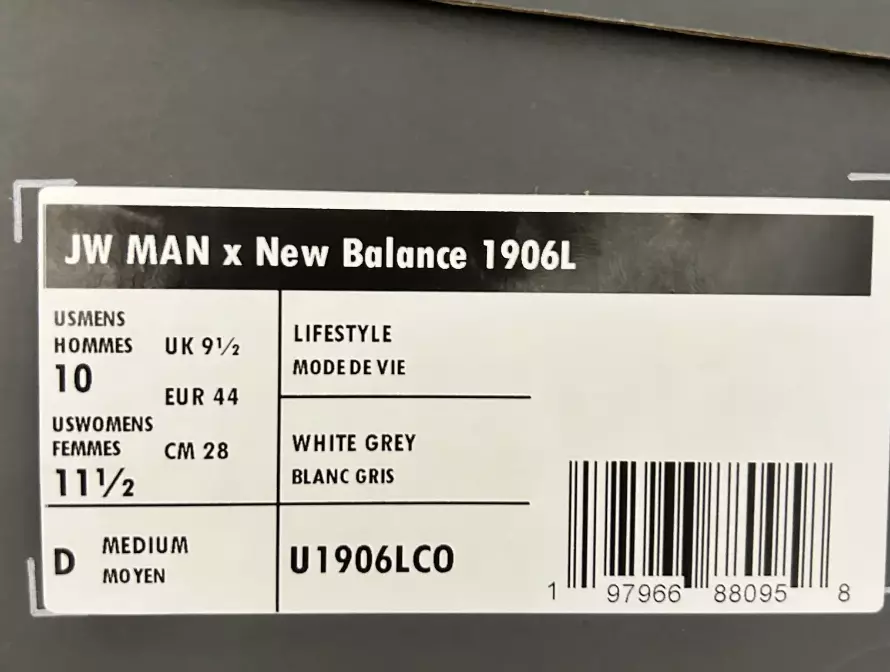 JW MAN x New Balance 1906L
USMENS
HOMMES
10
UK 9½
EUR 44
USWOMENS
FEMMES
11½
CM 28
LIFESTYLE
MODE DE VIE
WHITE GREY
BLANC GRIS
D
MEDIUM
MOYEN
U1906LCO
1 97966 88095 8